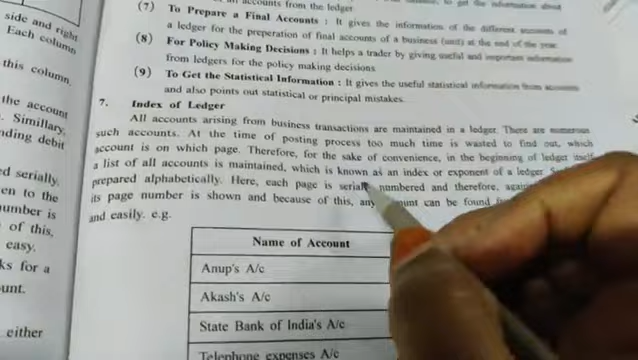 side and right
Each column
this column.
the account
. Simillary,
nding debit
ed serially.
en to the
umber is
of this,
easy.
ks for a
unt.
either
accounts from the ledger
(7) To Prepare a Final Accounts : It gives the information of the different accounts of
a ledger for the preperation of final accounts of a business (unit) at the end of the year.
(8) For Policy Making Decisions : It helps a trader by giving useful and important information
from ledgers for the policy making decisions
(9) To Get the Statistical Information : It gives the useful statistical information from accounts
and also points out statistical or principal mistakes.
7. Index of Ledger
All accounts arising from business transactions are maintained in a ledger. There are numerous
such accounts. At the time of posting process too much time is wasted to find out, which
account is on which page. Therefore, for the sake of convenience, in the beginning of ledger itself
a list of all accounts is maintained, which is known as an index or exponent of a ledger.
prepared alphabetically. Here, each page is serially numbered and therefore,
its page number is shown and because of this, any can be found
and easily. e.g.
Name of Account
Anup's A/c
Akash's A/c
State Bank of India's A/c
Telephone expenses A/c